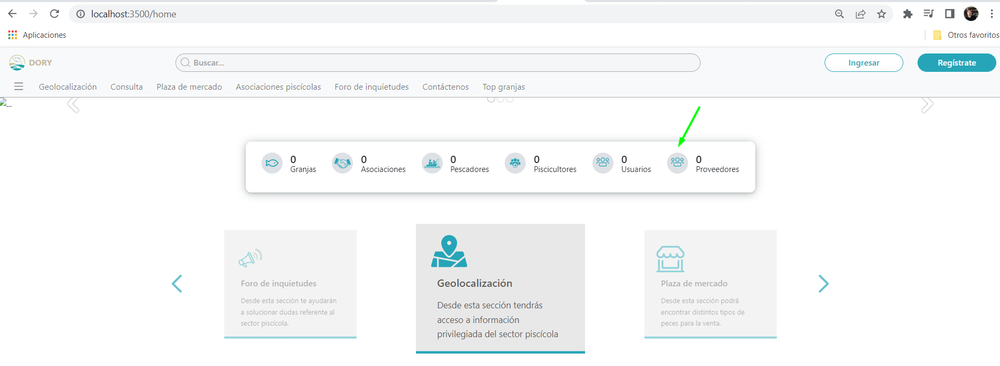 localhost:3500/home
Aplicaciones
Otros favoritos
DORY
Buscar...
Ingresar
Regístrate
Geolocalización
Consulta
Plaza de mercado
Asociaciones piscícolas
Foro de inquietudes
Contáctenos
Top granjas
...
0
Granjas
0
Asociaciones
0
Pescadores
0
Piscicultores
0
Usuarios
0
Proveedores
Foro de inquietudes
Desde esta sección te ayudarán
a solucionar dudas referente al
sector piscícola.
Geolocalización
Desde esta sección tendrás
acceso a información
privilegiada del sector piscícola
Plaza de mercado
Desde esta sección podrá
encontrar distintos tipos de
peces para la venta.